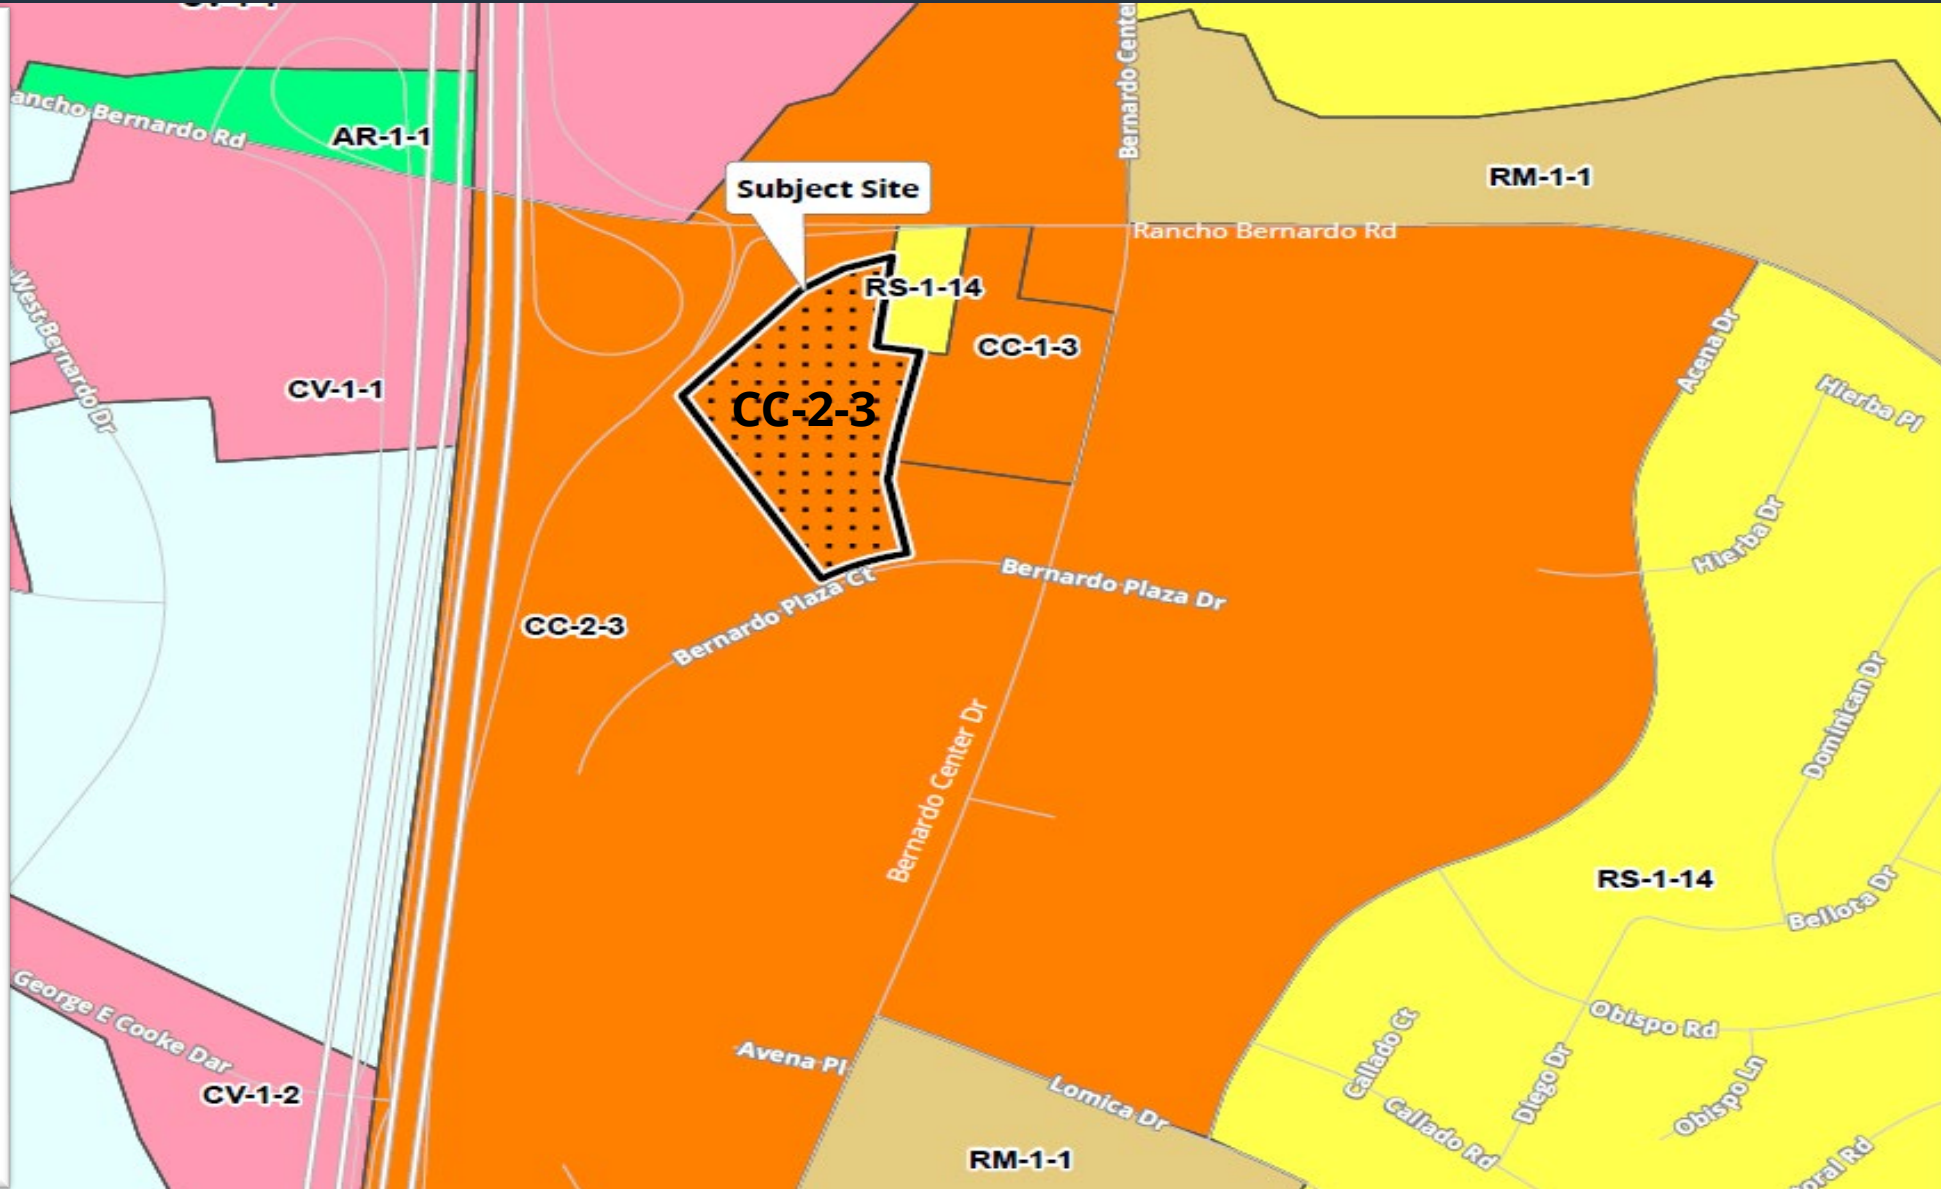 Bernardo Center
ancho Bernardo Rd
AR-1-1
RM-1-1
Subject Site
Rancho Bernardo Rd
RS-1-14
West Bernardo Dr
CC-1-3
Acena Dr
CV-1-1
Hierba Pl
CC-2-3
Hierba Dr
Bernardo Plaza Dr
Bernardo Plaza Ct
CC-2-3
Dominican Dr
Bernardo Center Dr
RS-1-14
Bellota Dr
George E Cooke Dar
Obispo Rd
Avena Pl
Callado Ct
Diego Dr
Obispo Ln
CV-1-2
Lomica Dr
Callado Rd
RM-1-1
oral Rd